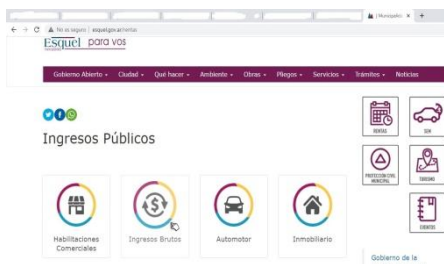 | Municipalid
No es seguro | esquel.gov.ar/rentas
Esquel para vos
Gobierno Abierto Ciudad Qué hacer Ambiente Obras Pliegos Servicios Trámites Noticias
Ingresos Públicos
RENTAS
SEM
PROTECCIÓN CIVIL
MUNICIPAL
TURISMO
EVENTOS
Habilitaciones
Comerciales
Ingresos Brutos
Automotor
Inmobiliario
Gobierno de la